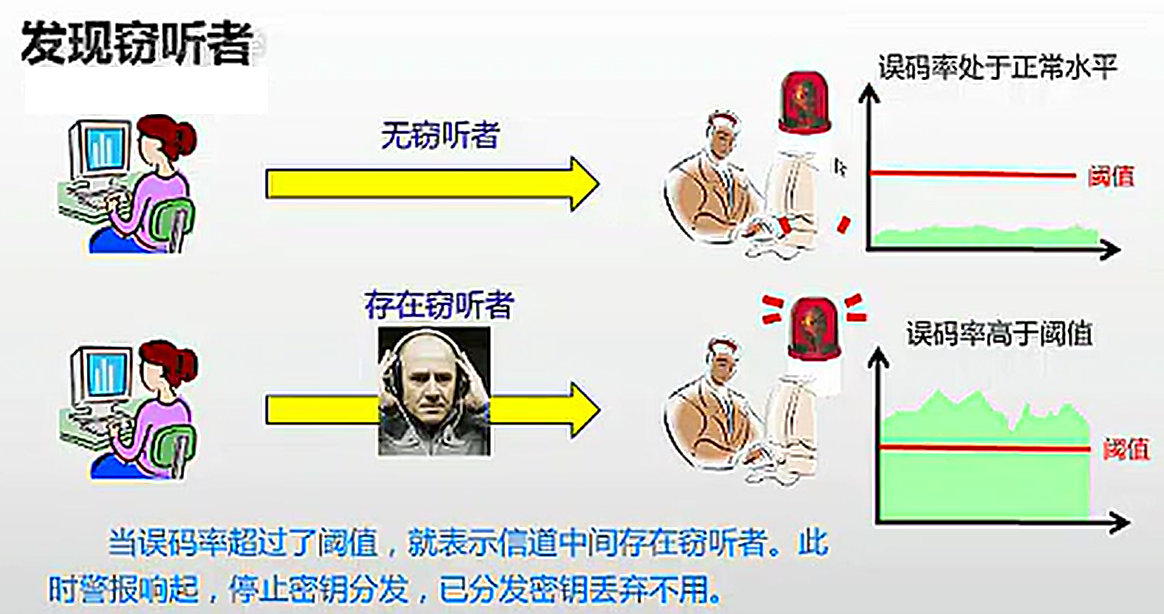 发现窃听者
误码率处于正常水平
无窃听者
阈值
存在窃听者
误码率高于阈值
阈值
当误码率超过了阈值，就表示信道中间存在窃听者。此
时警报响起，停止密钥分发，已分发密钥丢弃不用。